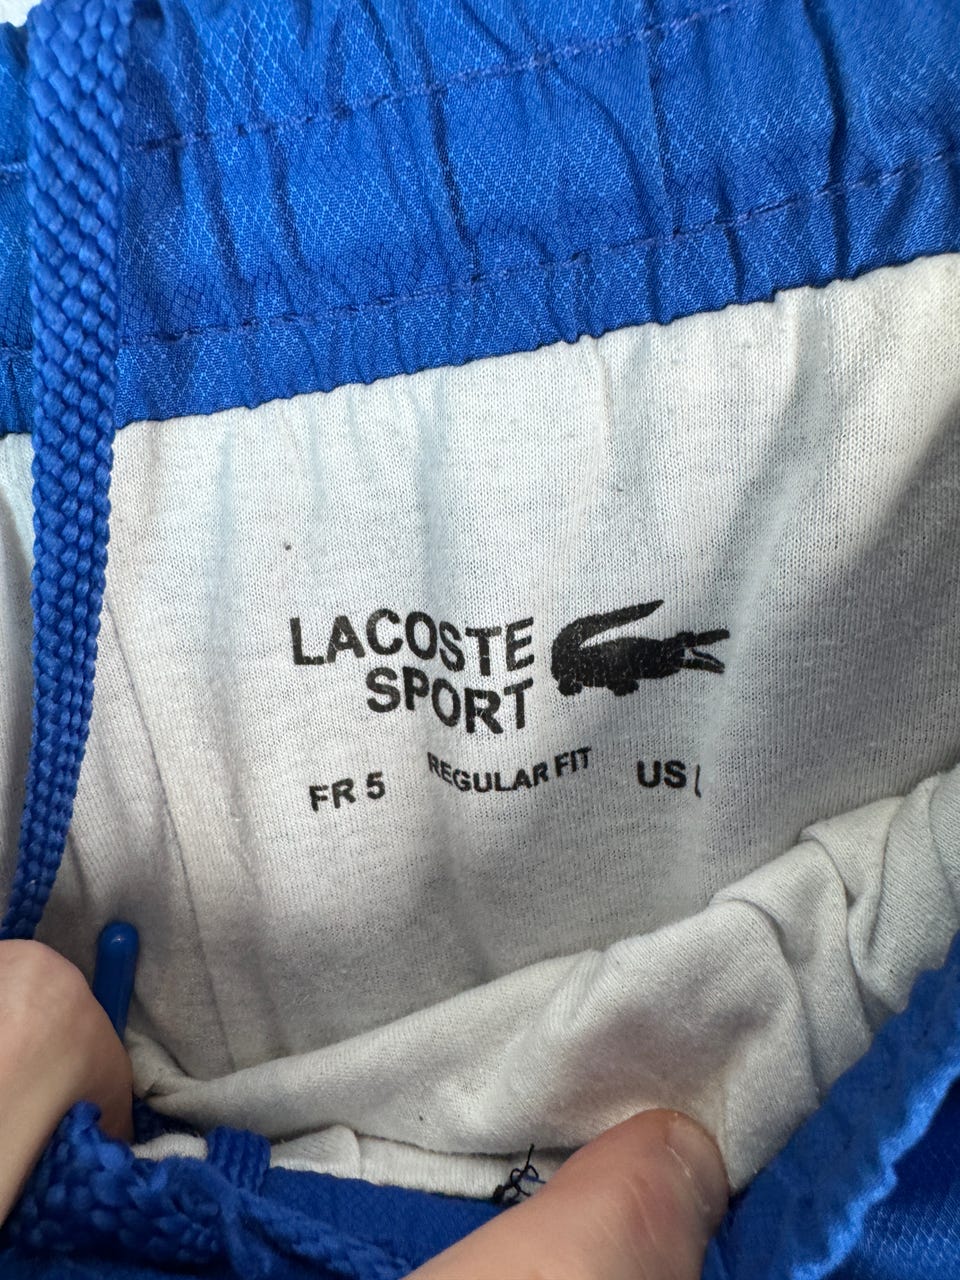 LACOSTE
SPORT
FR 5 REGULAR FIT US